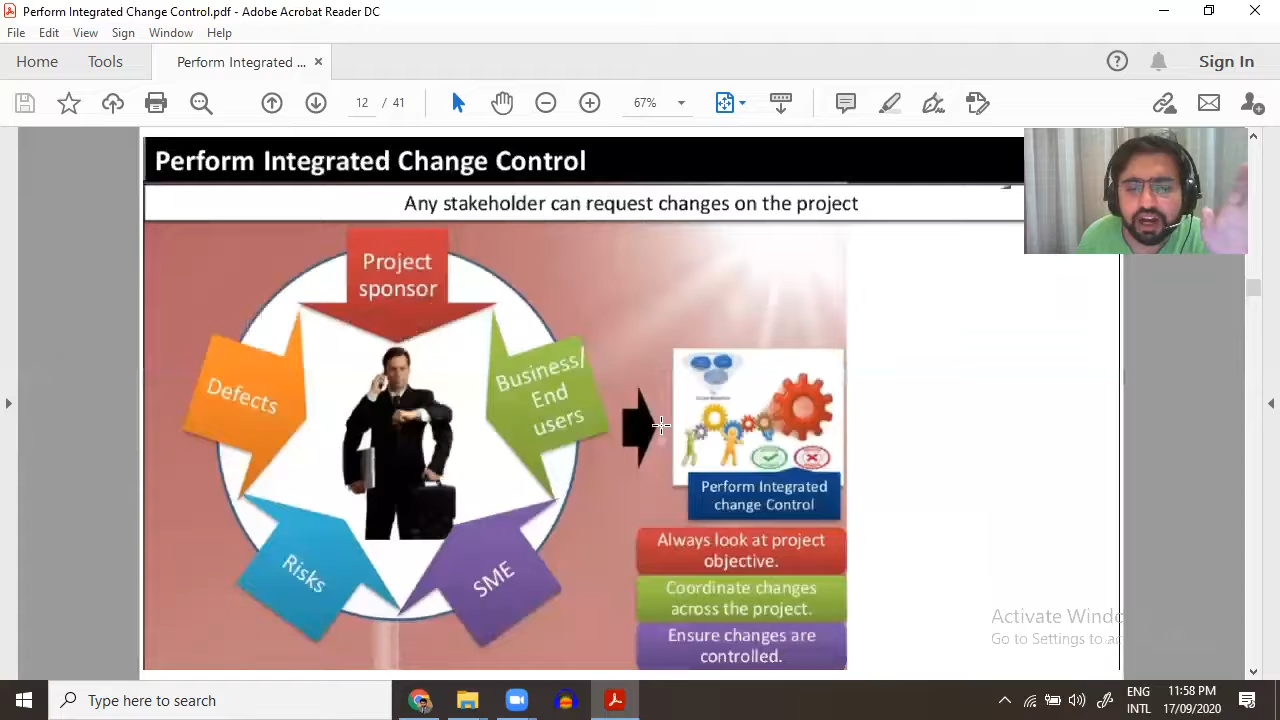 Perform Integrated Change Control.pdf - Adobe Acrobat Reader DC
File Edit View Sign Window Help
Home Tools Perform Integrated ... Sign In
12 / 41 67%
Perform Integrated Change Control
Any stakeholder can request changes on the project
Project
sponsor
Defects
Business/
End
users
Risks
SME
Perform Integrated
change Control
Always look at project
objective.
Coordinate changes
across the project.
Ensure changes are
controlled.
Activate Windo
Go to Settings to ac
Type here to search
ENG
INTL
11:58 PM
17/09/2020